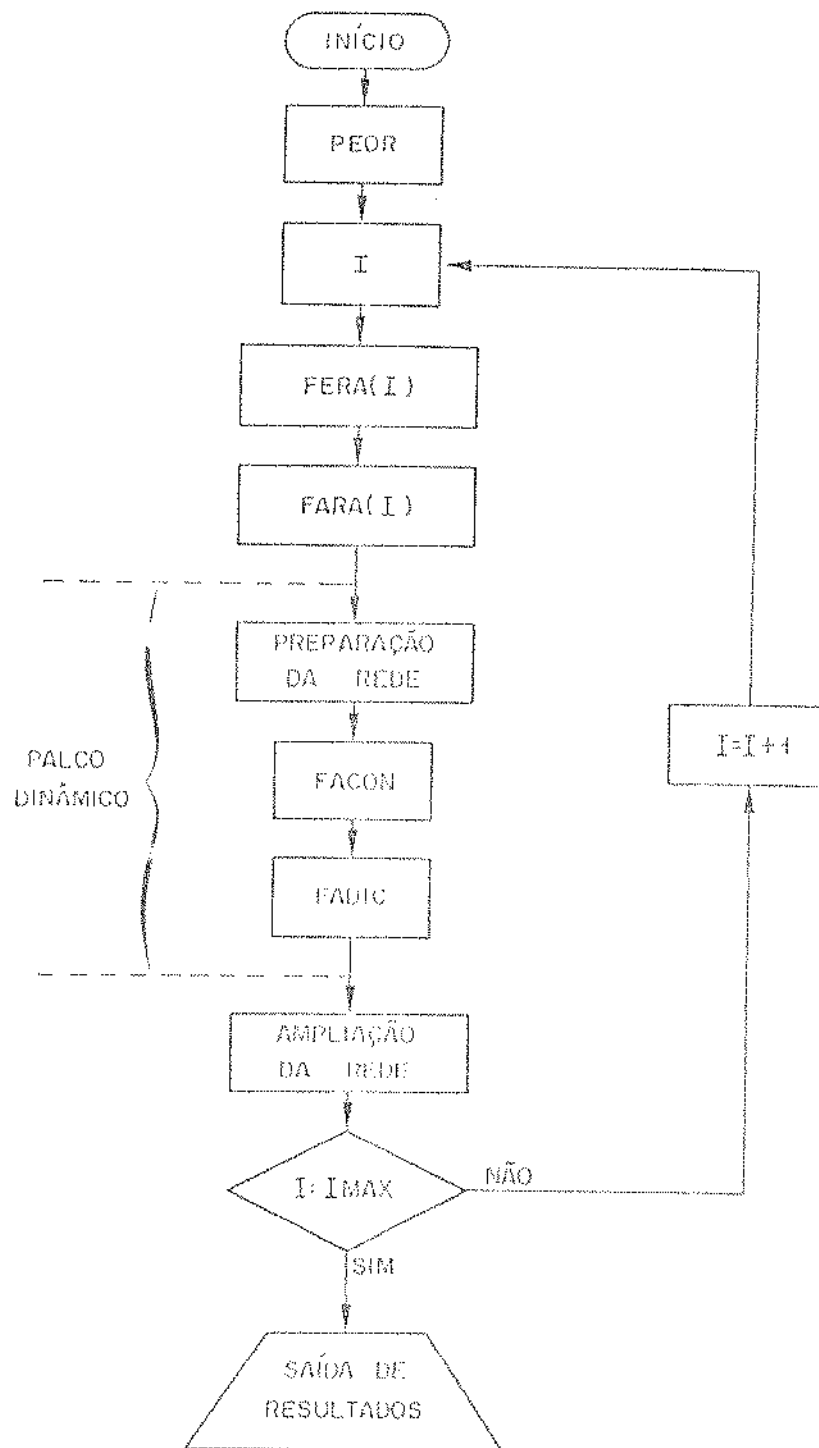 INÍCIO
PEOR
I
FERA(I)
FARA(I)
PREPARAÇÃO
DA REDE
PALCO
DINÂMICO
FACON
FADIC
I=I+1
AMPLIAÇÃO
DA REDE
I=IMAX
NÃO
SIM
SAÍDA DE
RESULTADOS